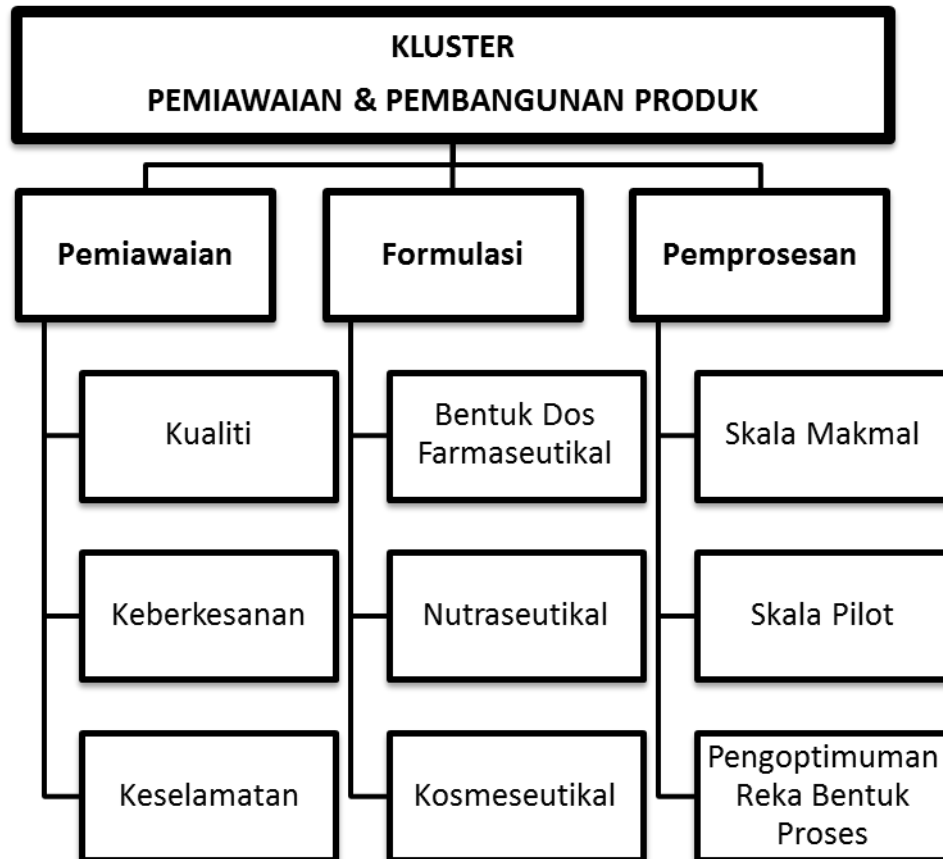 KLUSTER
PEMIAWAIAN & PEMBANGUNAN PRODUK
Pemiawaian
Formulasi
Pemprosesan
Kualiti
Bentuk Dos
Farmaseutikal
Skala Makmal
Keberkesanan
Nutraseutikal
Skala Pilot
Keselamatan
Kosmeseutikal
Pengoptimuman
Reka Bentuk
Proses